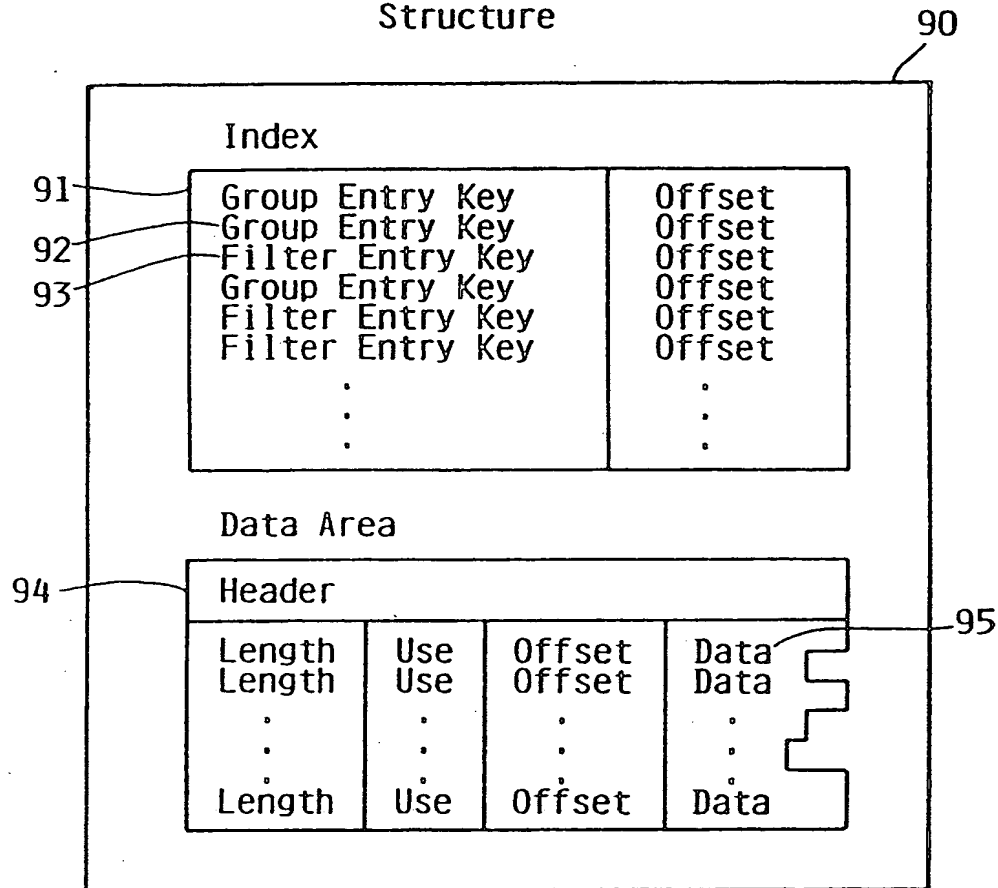 Structure
90
Index
91
Group Entry Key Offset
92
Group Entry Key Offset
93
Filter Entry Key Offset
Group Entry Key Offset
Filter Entry Key Offset
Filter Entry Key Offset
Data Area
94
Header
95
Length Use Offset Data
Length Use Offset Data
Length Use Offset Data